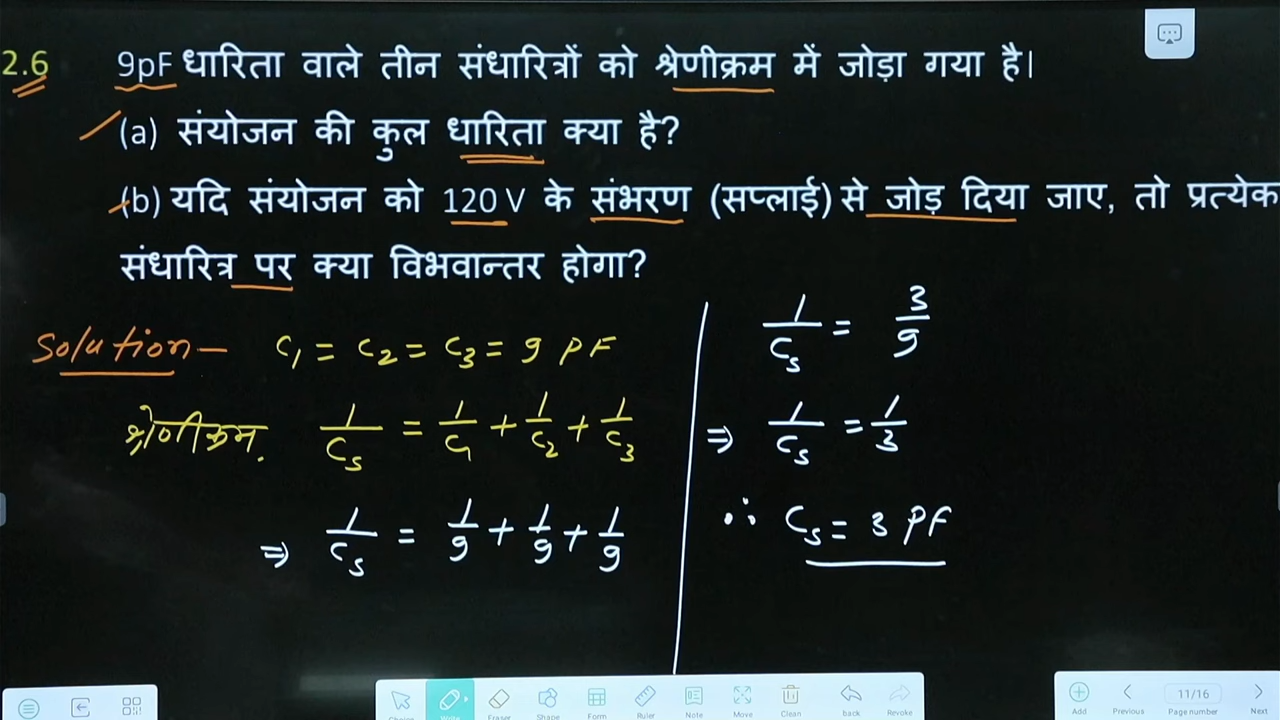 2.6 9pF धारिता वाले तीन संधारित्रों को श्रेणीक्रम में जोड़ा गया है।
(a) संयोजन की कुल धारिता क्या है?
(b) यदि संयोजन को 120 V के संभरण (सप्लाई) से जोड़ दिया जाए, तो प्रत्येक
संधारित्र पर क्या विभवान्तर होगा?
Solution— C₁ = C₂ = C₃ = 9 PF
श्रेणीक्रम. 1/Cs = 1/C₁ + 1/C₂ + 1/C₃
⇒ 1/Cs = 1/9 + 1/9 + 1/9
1/Cs = 3/9
⇒ 1/Cs = 1/3
∴ Cs = 3 PF
Write Eraser Shape Form Ruler Note Move Clean back Revoke
Add Previous 11/16 Page number Next